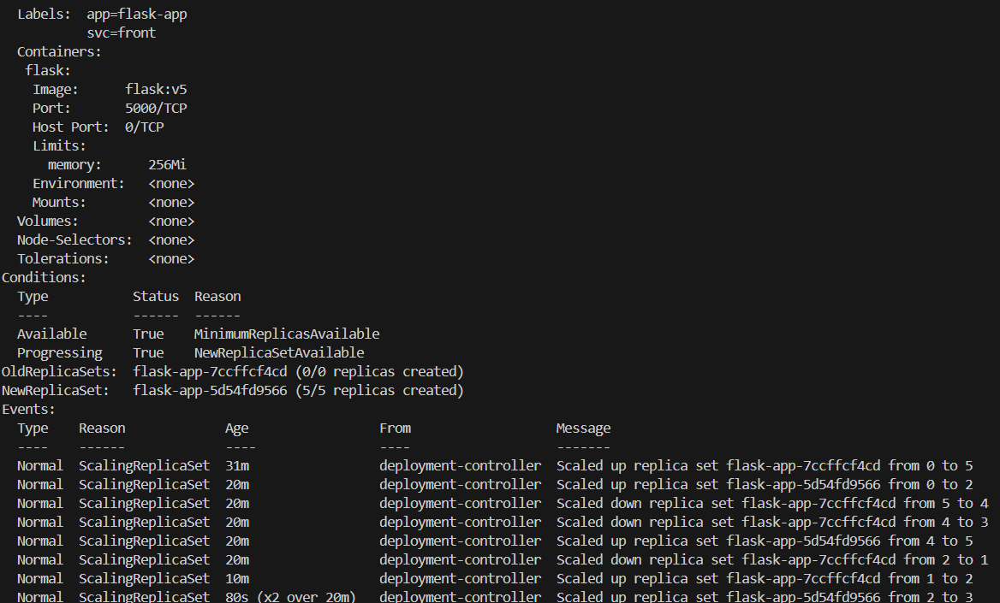 Labels:  app=flask-app
svc=front
Containers:
flask:
Image:      flask:v5
Port:       5000/TCP
Host Port:  0/TCP
Limits:
memory:      256Mi
Environment:   <none>
Mounts:        <none>
Volumes:         <none>
Node-Selectors:  <none>
Tolerations:     <none>
Conditions:
Type           Status  Reason
----           ------  ------
Available      True    MinimumReplicasAvailable
Progressing    True    NewReplicaSetAvailable
OldReplicaSets:  flask-app-7ccffcf4cd (0/0 replicas created)
NewReplicaSet:   flask-app-5d54fd9566 (5/5 replicas created)
Events:
Type    Reason             Age                 From                   Message
----    ------             ----                ----                   -------
Normal  ScalingReplicaSet  31m                 deployment-controller  Scaled up replica set flask-app-7ccffcf4cd from 0 to 5
Normal  ScalingReplicaSet  20m                 deployment-controller  Scaled up replica set flask-app-5d54fd9566 from 0 to 2
Normal  ScalingReplicaSet  20m                 deployment-controller  Scaled down replica set flask-app-7ccffcf4cd from 5 to 4
Normal  ScalingReplicaSet  20m                 deployment-controller  Scaled down replica set flask-app-7ccffcf4cd from 4 to 3
Normal  ScalingReplicaSet  20m                 deployment-controller  Scaled up replica set flask-app-5d54fd9566 from 4 to 5
Normal  ScalingReplicaSet  20m                 deployment-controller  Scaled down replica set flask-app-7ccffcf4cd from 2 to 1
Normal  ScalingReplicaSet  10m                 deployment-controller  Scaled up replica set flask-app-7ccffcf4cd from 1 to 2
Normal  ScalingReplicaSet  80s (x2 over 20m)   deployment-controller  Scaled up replica set flask-app-5d54fd9566 from 2 to 3